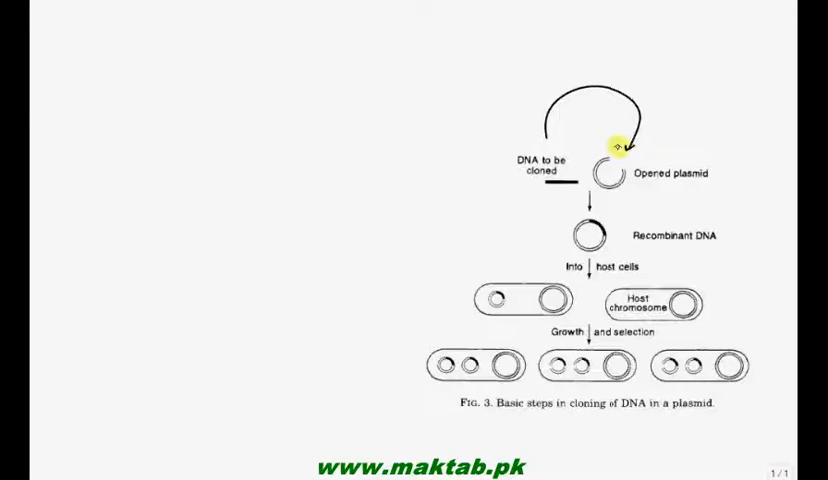 DNA to be
cloned
Opened plasmid
Recombinant DNA
Into host cells
Host
chromosome
Growth and selection
FIG. 3. Basic steps in cloning of DNA in a plasmid.
www.maktab.pk
1 / 1